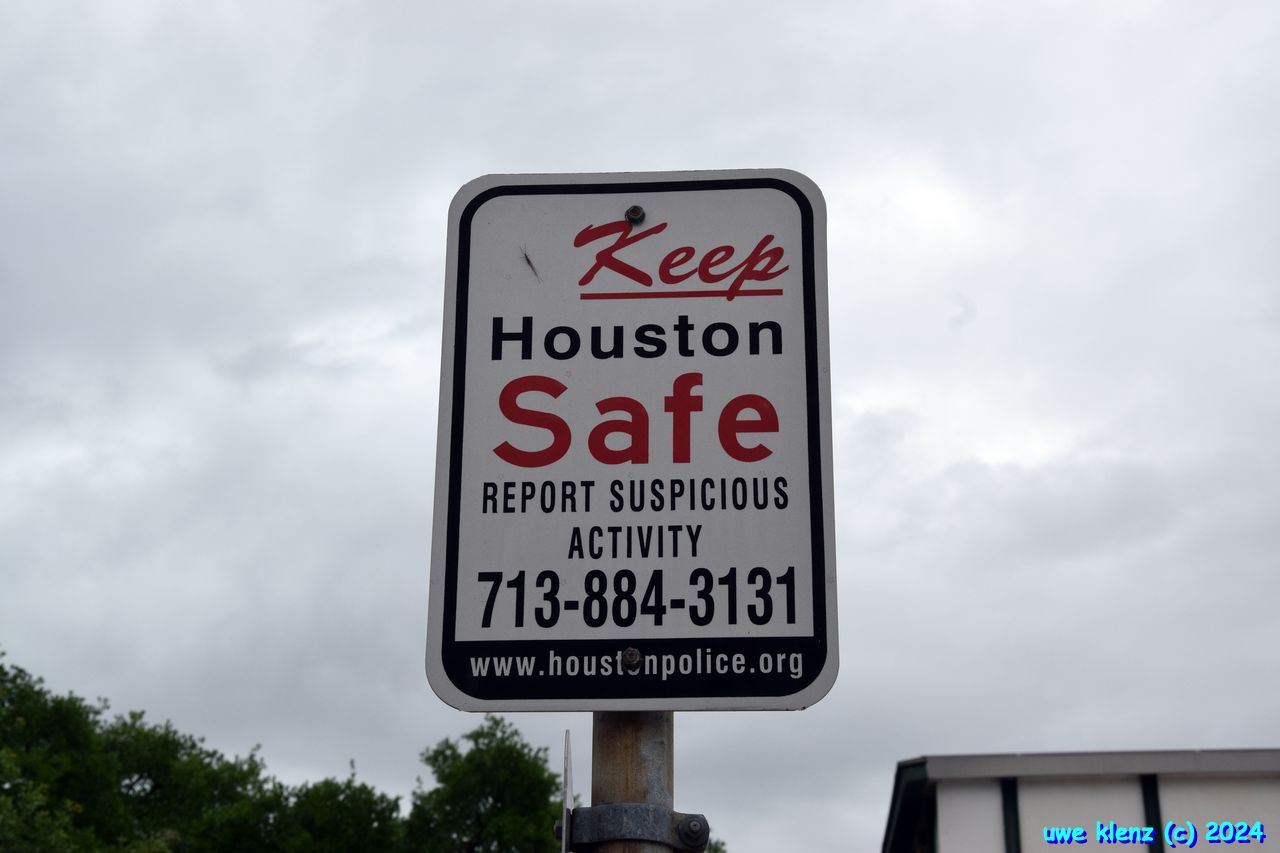 Keep
Houston
Safe
REPORT SUSPICIOUS
ACTIVITY
713-884-3131
www.houstonpolice.org
uwe klenz (c) 2024